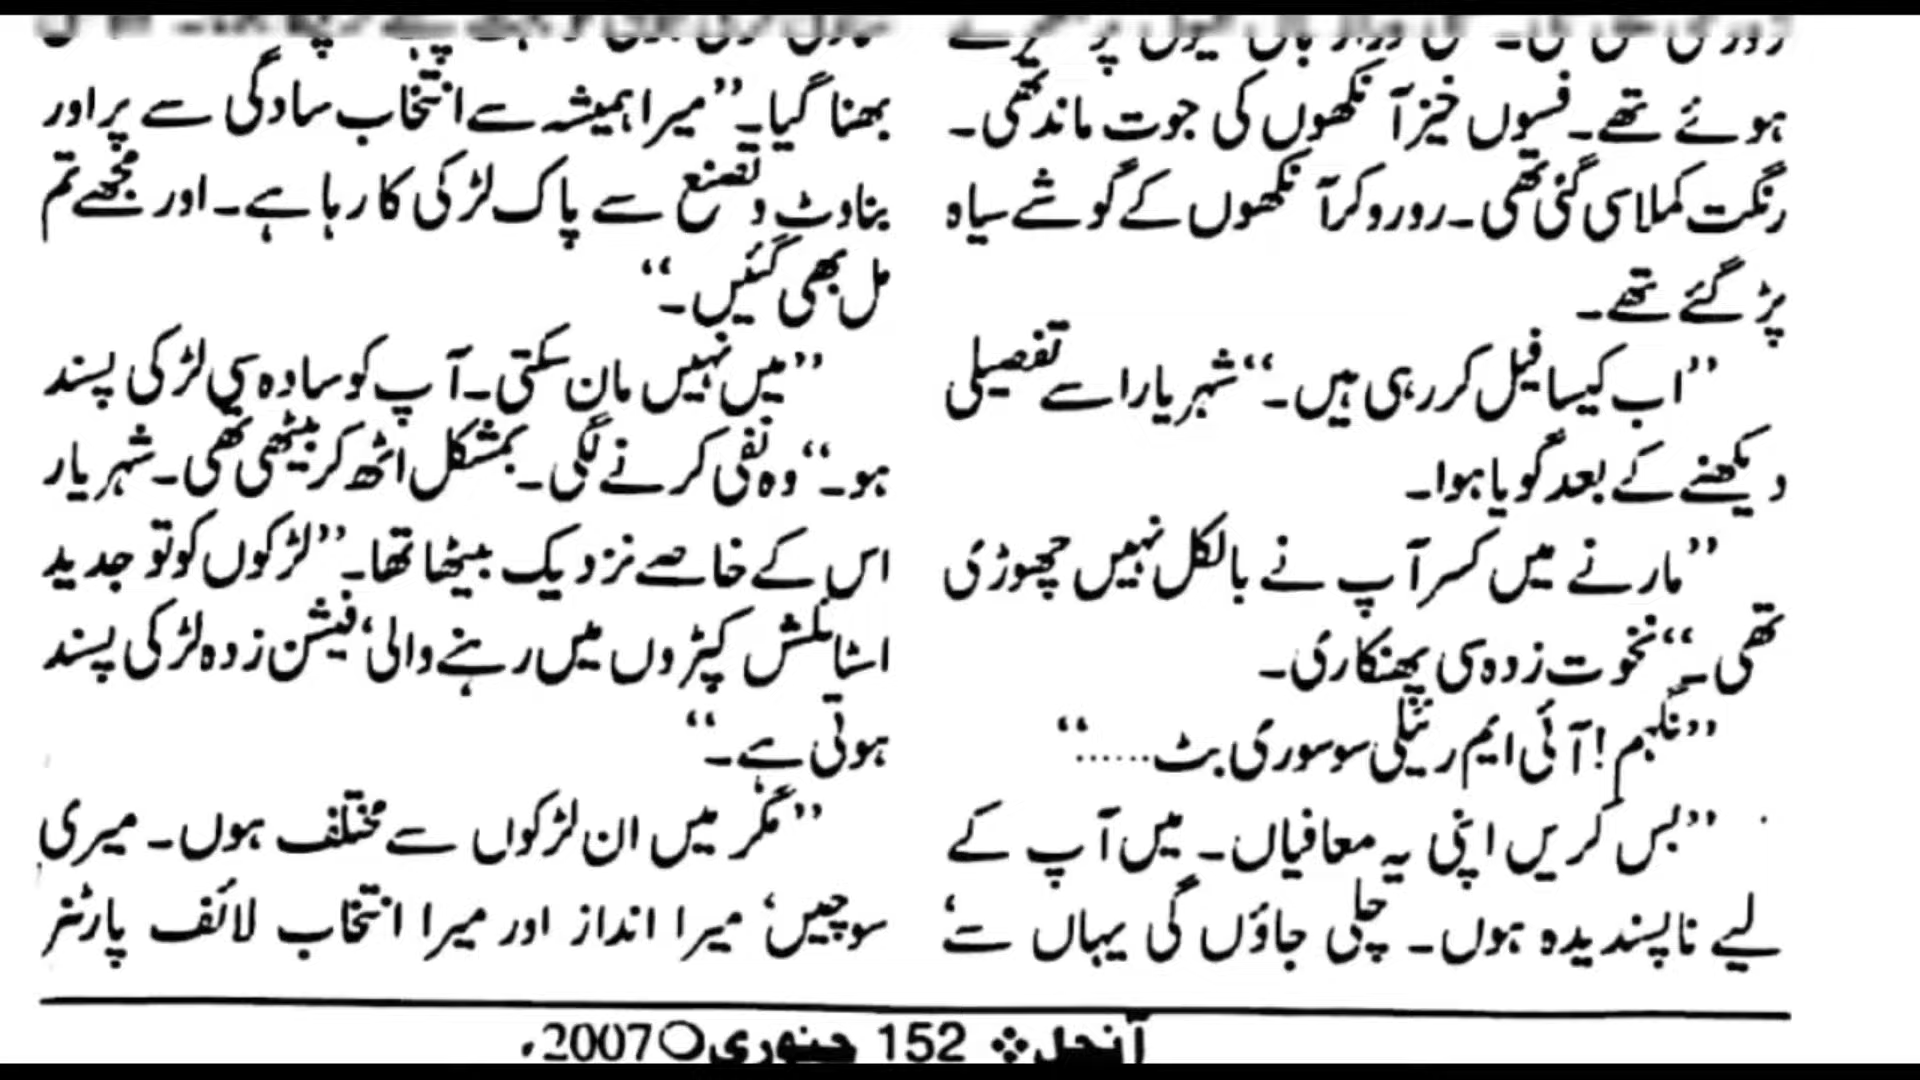 ہوئے تھے۔ فسوں خیز آنکھوں کی جوت ماند تھی۔
رنگت کملا سی گئی تھی۔ رو رو کر آنکھوں کے گوشے سیاہ
پڑ گئے تھے۔
’’اب کیسا فیل کر رہی ہیں۔‘‘ شہریار اسے تفصیلی
دیکھنے کے بعد گویا ہوا۔
’’مارنے میں کسر آپ نے بالکل نہیں چھوڑی
تھی۔‘‘ نخوت زدہ سی پھنکاری۔
’’نگہم! آئی ایم رئیلی سو سوری بٹ......‘‘
’’بس کریں اپنی یہ معافیاں۔ میں آپ کے
لیے ناپسندیدہ ہوں۔ چلی جاؤں گی یہاں سے‘
بھنا گیا۔ ’’میرا ہمیشہ سے انتخاب سادگی سے پر اور
بناوٹ و تصنع سے پاک لڑکی کا رہا ہے۔ اور مجھے تم
مل بھی گئیں۔‘‘
’’میں نہیں مان سکتی۔ آپ کو سادہ سی لڑکی پسند
ہو۔‘‘ وہ نفی کرنے لگی۔ بمشکل اٹھ کر بیٹھی تھی۔ شہریار
اس کے خاصے نزدیک بیٹھا تھا۔ ’’لڑکوں کو تو جدید
اسٹائلش کپڑوں میں رہنے والی‘ فیشن زدہ لڑکی پسند
ہوتی ہے۔‘‘
’’مگر میں ان لڑکوں سے مختلف ہوں۔ میری
سوچیں‘ میرا انداز اور میرا انتخاب لائف پارٹنر
آنچل ❖ 152 جنوری ❍ 2007ء